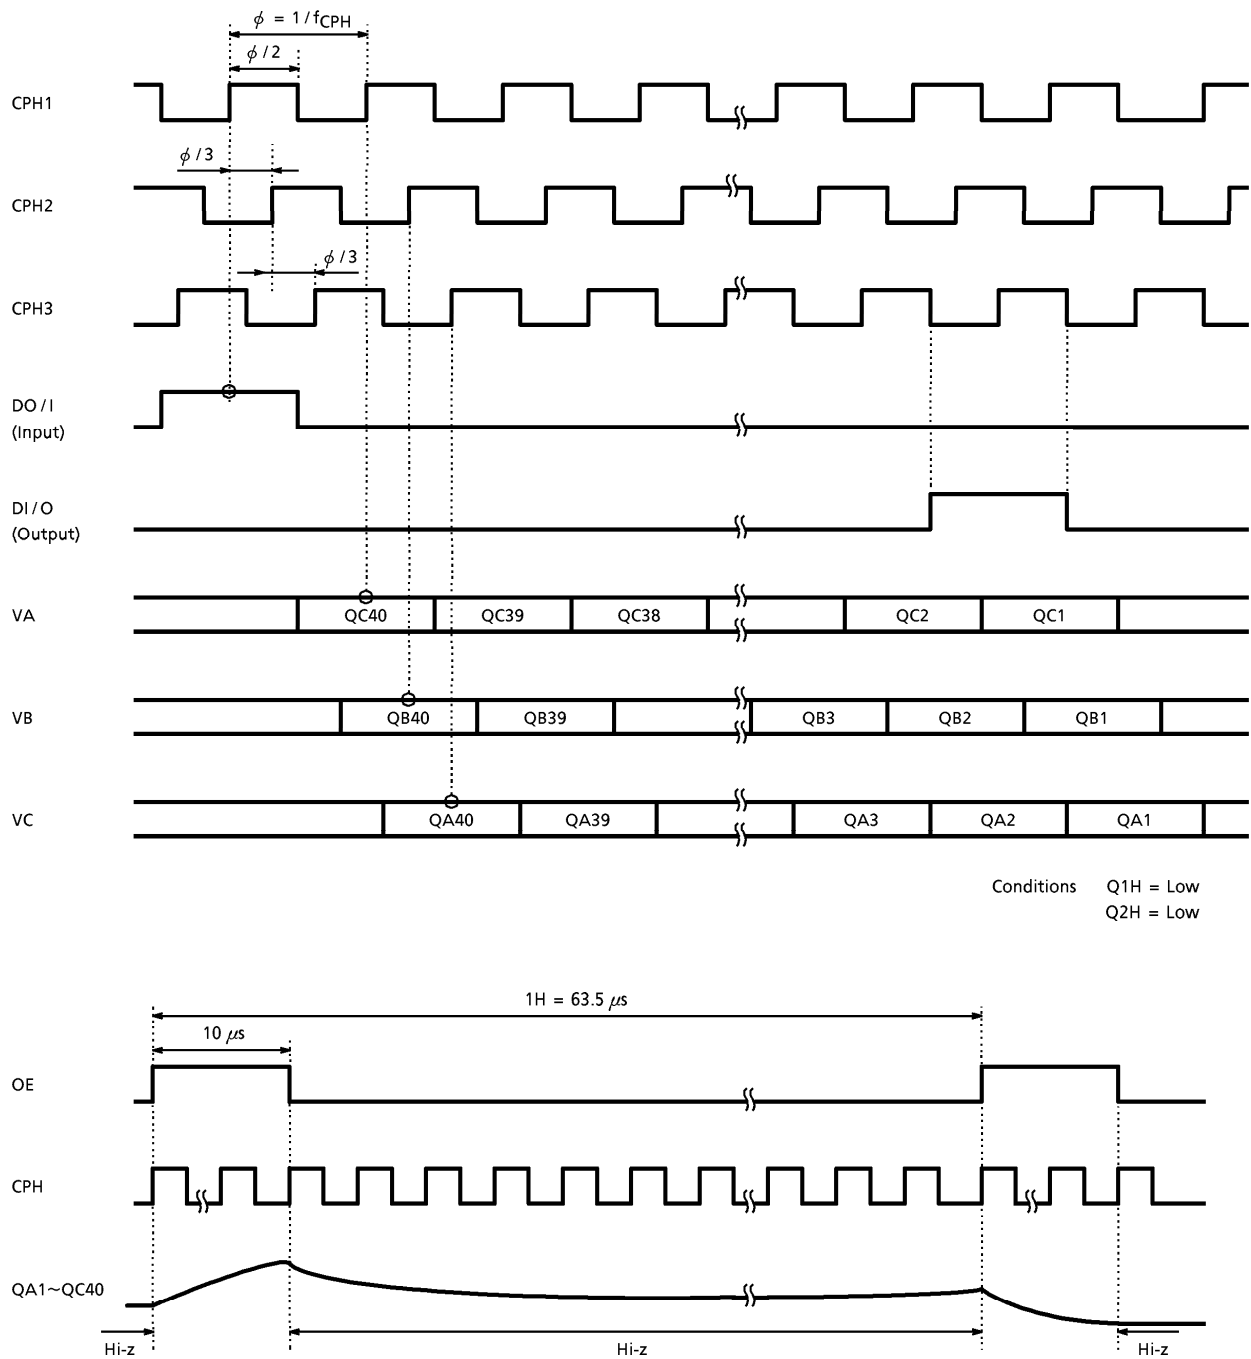 ϕ = 1/fCPH
ϕ/2
CPH1
ϕ/3
CPH2
ϕ/3
CPH3
DO/I
(Input)
DI/O
(Output)
VA QC40 QC39 QC38 QC2 QC1
VB QB40 QB39 QB3 QB2 QB1
VC QA40 QA39 QA3 QA2 QA1
Conditions Q1H = Low
Q2H = Low
1H = 63.5 μs
10 μs
OE
CPH
QA1~QC40
Hi-z Hi-z Hi-z